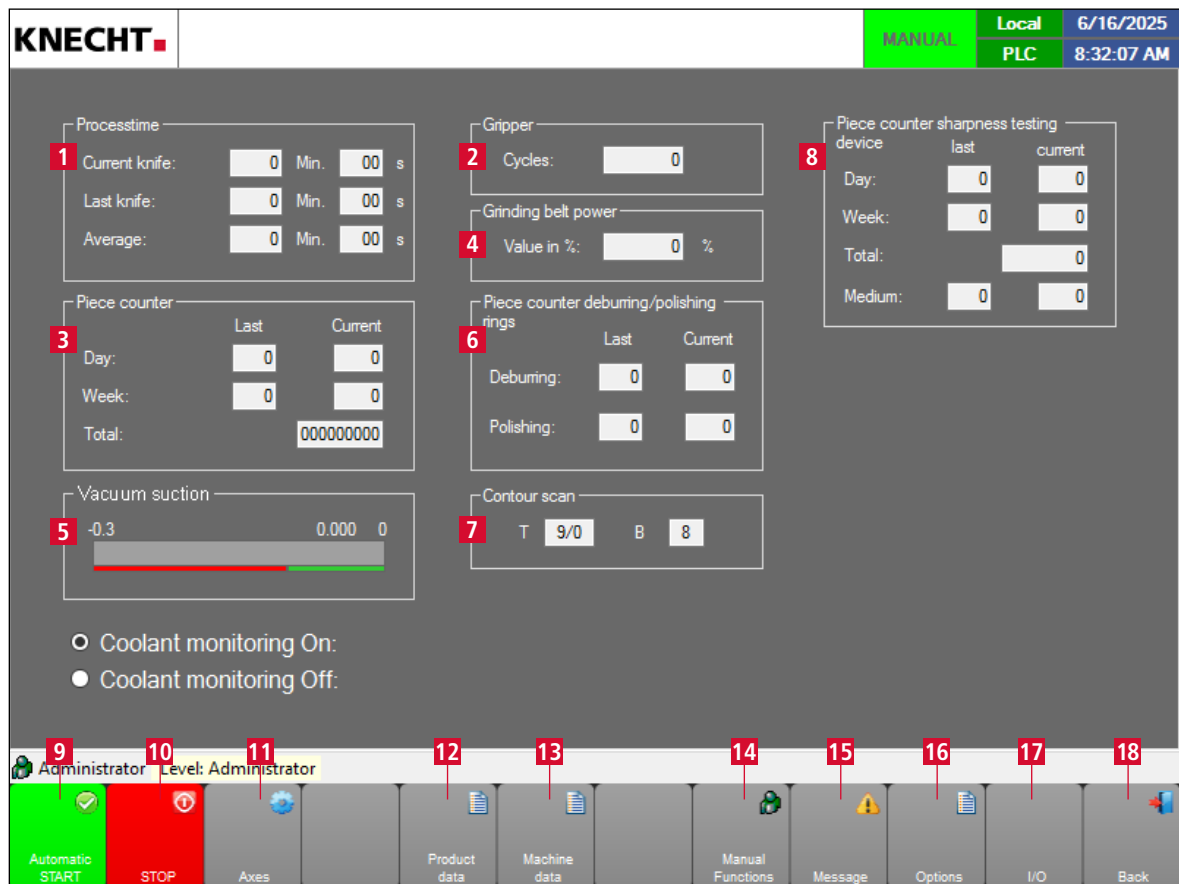 KNECHT
MANUAL
Local
6/16/2025
PLC
8:32:07 AM
Processtime
1
Current knife: 0 Min. 00 s
Last knife: 0 Min. 00 s
Average: 0 Min. 00 s
Gripper
2
Cycles: 0
Piece counter
3
Last Current
Day: 0 0
Week: 0 0
Total: 000000000
Grinding belt power
4
Value in %: 0 %
Vacuum suction
5
-0.3 0.000 0
Piece counter deburring/polishing
rings
6
Last Current
Deburring: 0 0
Polishing: 0 0
Contour scan
7
T 9/0 B 8
Piece counter sharpness testing
device
8
last current
Day: 0 0
Week: 0 0
Total: 0
Medium: 0 0
Coolant monitoring On:
Coolant monitoring Off:
9 10 11 12 13 14 15 16 17 18
Administrator Level: Administrator
Automatic
START
STOP
Axes
Product
data
Machine
data
Manual
Functions
Message
Options
I/O
Back